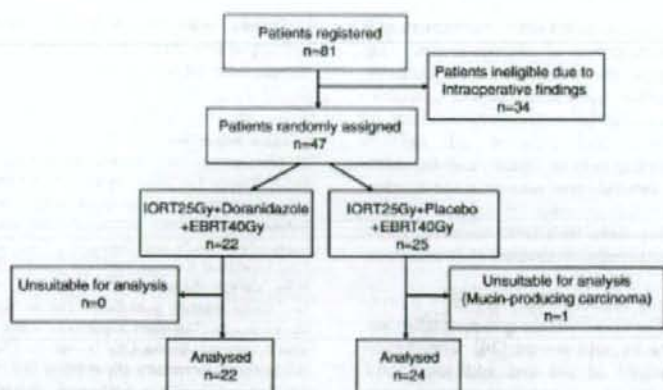 Patients registered
n=81
Patients ineligible due to
Intraoperative findings
n=34
Patients randomly assigned
n=47
IORT25Gy+Doranidazole
+EBRT40Gy
n=22
IORT25Gy+Placebo
+EBRT40Gy
n=25
Unsuitable for analysis
n=0
Unsuitable for analysis
(Mucin-producing carcinoma)
n=1
Analysed
n=22
Analysed
n=24